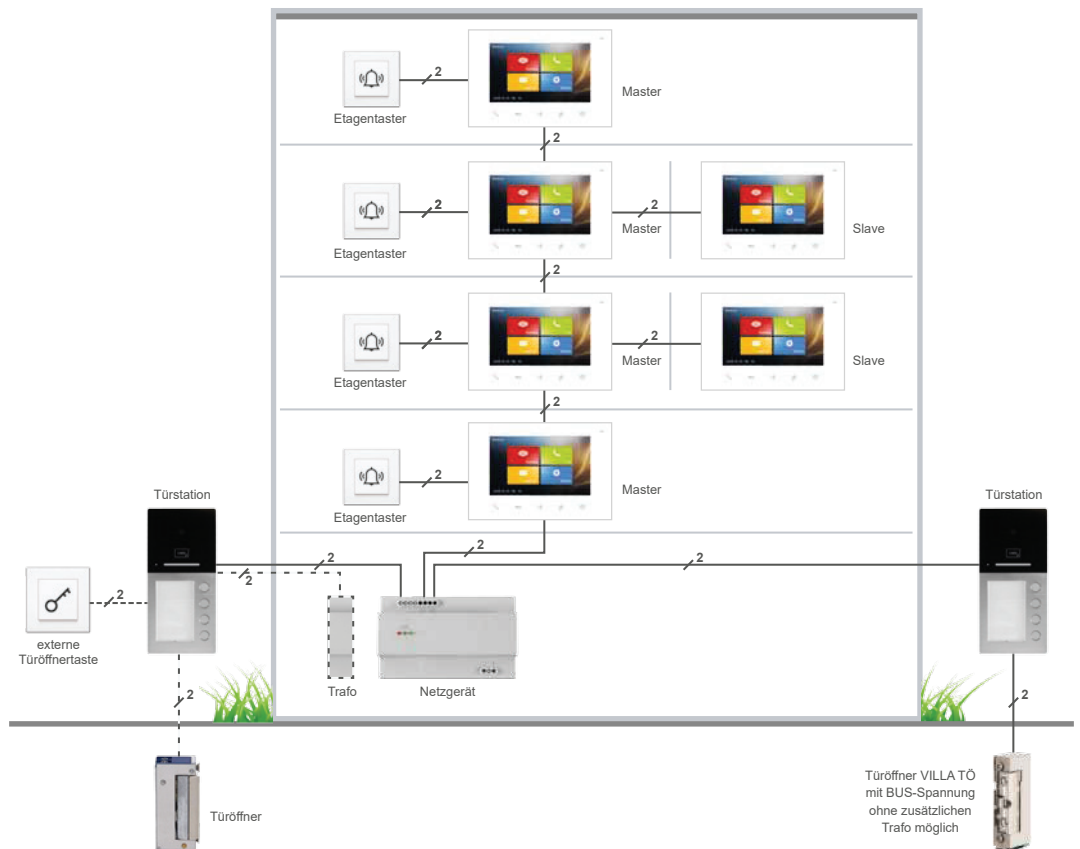 2
Etagentaster
Master
2
2
2
Etagentaster
Master
Slave
2
2
2
Etagentaster
Master
Slave
2
2
Etagentaster
Master
Türstation
Türstation
2
2
2
2
2
externe
Türöffnertaste
Trafo
Netzgerät
2
2
Türöffner
Türöffner VILLA TÖ
mit BUS-Spannung
ohne zusätzlichen
Trafo möglich